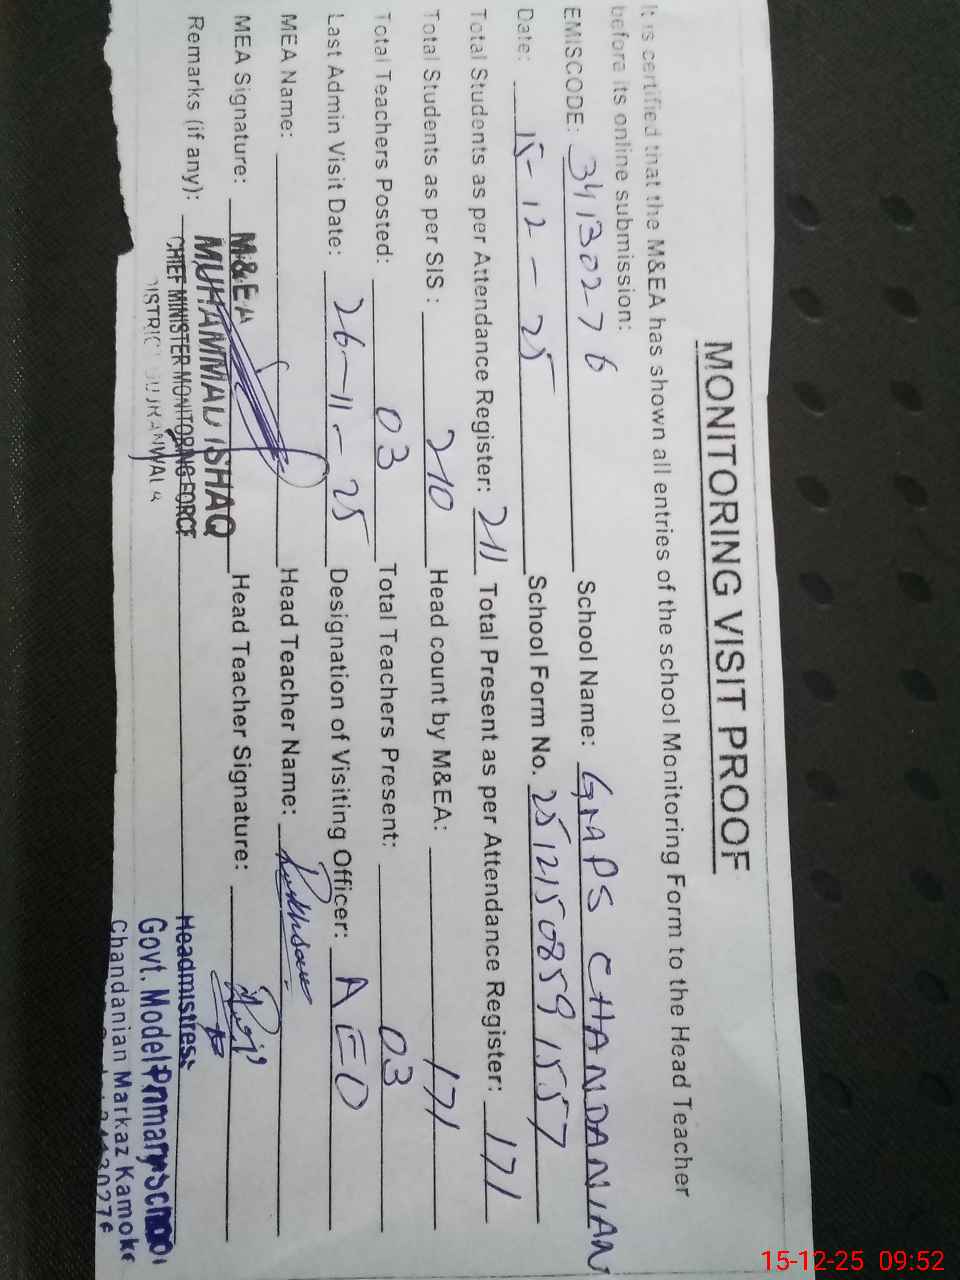 MONITORING VISIT PROOF
It is certified that the M&EA has shown all entries of the school Monitoring Form to the Head Teacher
before its online submission:
EMISCODE: 34130276 School Name: GMPS CHANDANIAN
Date: 15-12-25 School Form No. 25121508591557
Total Students as per Attendance Register: 211 Total Present as per Attendance Register: 171
Total Students as per SIS : 210 Head count by M&EA: 171
Total Teachers Posted: 03 Total Teachers Present: 03
Last Admin Visit Date: 26-11-25 Designation of Visiting Officer: AEO
MEA Name: Head Teacher Name: Rukhsana
MEA Signature: Head Teacher Signature:
Remarks (if any):
M&EA
MUHAMMAD ISHAQ
CHIEF MINISTER MONITORING FORCE
DISTRICT GUJRANWALA
Headmistress
Govt. Model Primary School
Chandanian Markaz Kamoke
34130276
15-12-25 09:52